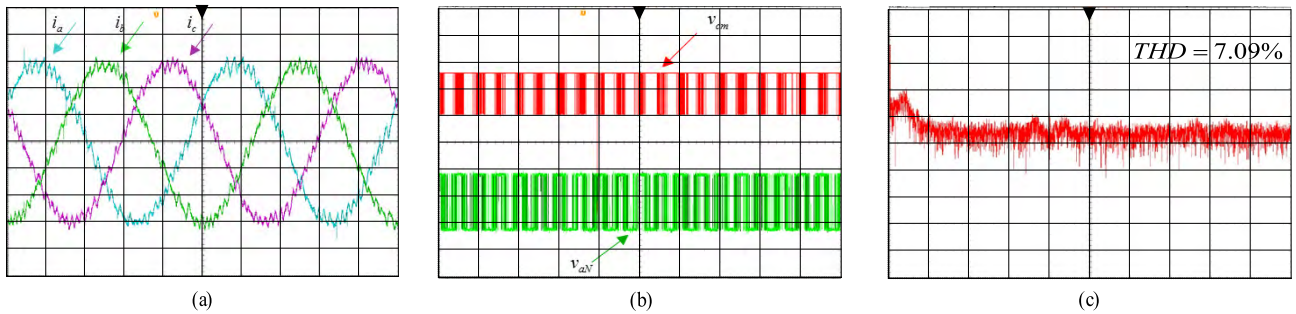 i_a i_b i_c
v_cm
v_aN
THD = 7.09%
(a) (b) (c)